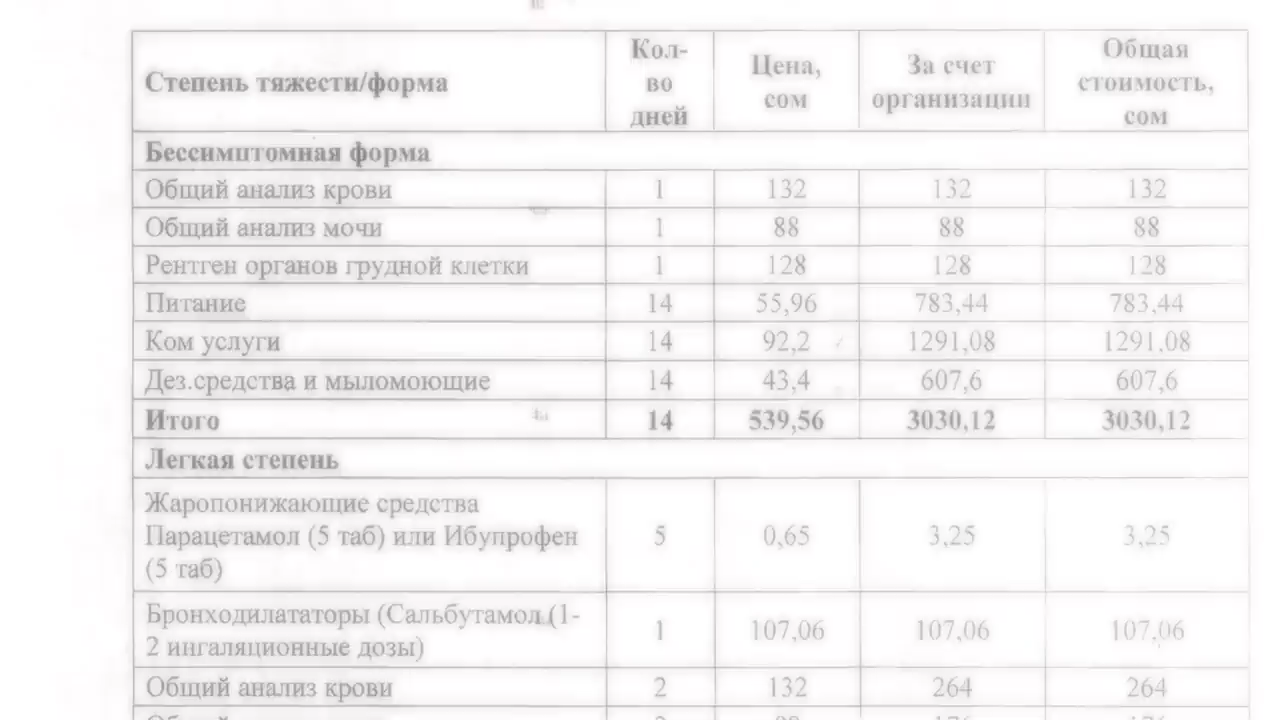 Степень тяжести/форма
Кол-
во
дней
Цена,
сом
За счет
организации
Общая
стоимость,
сом
Бессимптомная форма
Общий анализ крови 1 132 132 132
Общий анализ мочи 1 88 88 88
Рентген органов грудной клетки 1 128 128 128
Питание 14 55,96 783,44 783,44
Ком услуги 14 92,2 1291,08 1291,08
Дез.средства и мыломоющие 14 43,4 607,6 607,6
Итого 14 539,56 3030,12 3030,12
Легкая степень
Жаропонижающие средства
Парацетамол (5 таб) или Ибупрофен
(5 таб)
5 0,65 3,25 3,25
Бронходилататоры (Сальбутамол (1-
2 ингаляционные дозы)
1 107,06 107,06 107,06
Общий анализ крови 2 132 264 264